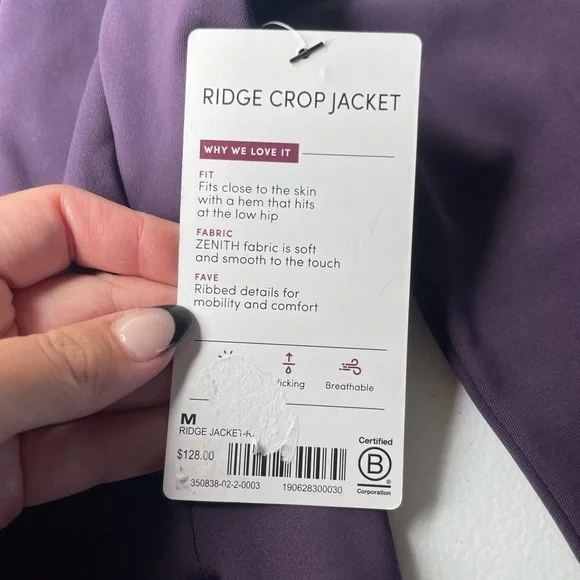 RIDGE CROP JACKET
WHY WE LOVE IT
FIT
Fits close to the skin
with a hem that hits
at the low hip
FABRIC
ZENITH fabric is soft
and smooth to the touch
FAVE
Ribbed details for
mobility and comfort
Breathable
M
RIDGE JACKET-R
$128.00
350838-02-2-0003 190628300030
Certified
B
Corporation